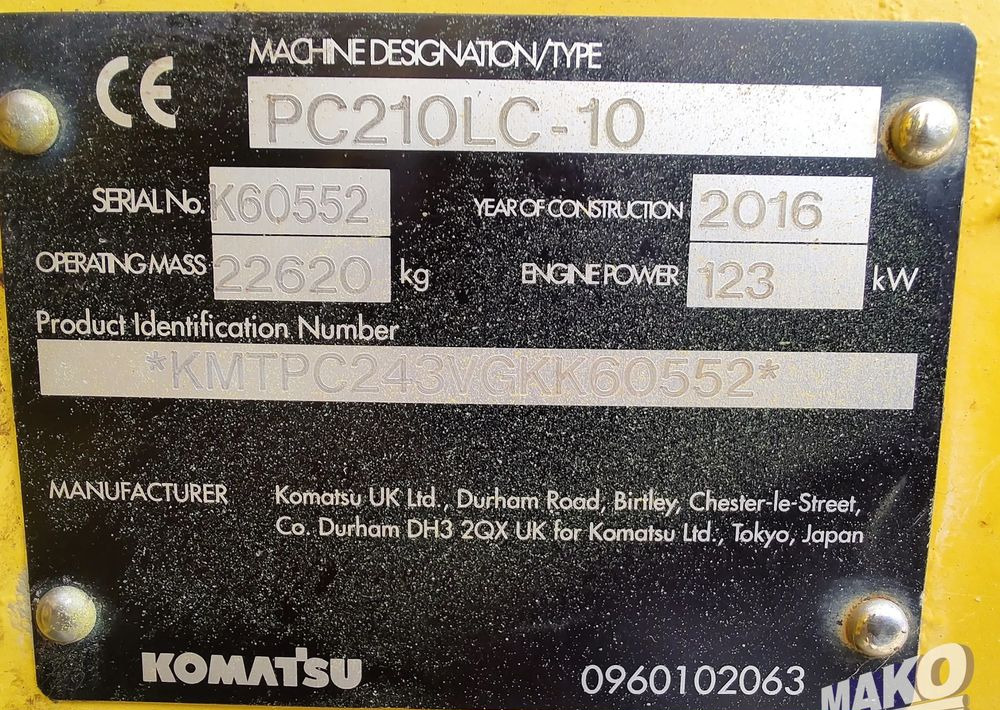 CE
MACHINE DESIGNATION/TYPE
PC210LC-10
SERIAL No. K60552 YEAR OF CONSTRUCTION 2016
OPERATING MASS 22620 kg ENGINE POWER 123 kW
Product Identification Number
*KMTPC243VGKK60552*
MANUFACTURER Komatsu UK Ltd., Durham Road, Birtley, Chester-le-Street,
Co. Durham DH3 2QX UK for Komatsu Ltd., Tokyo, Japan
KOMATSU 0960102063
MAKO